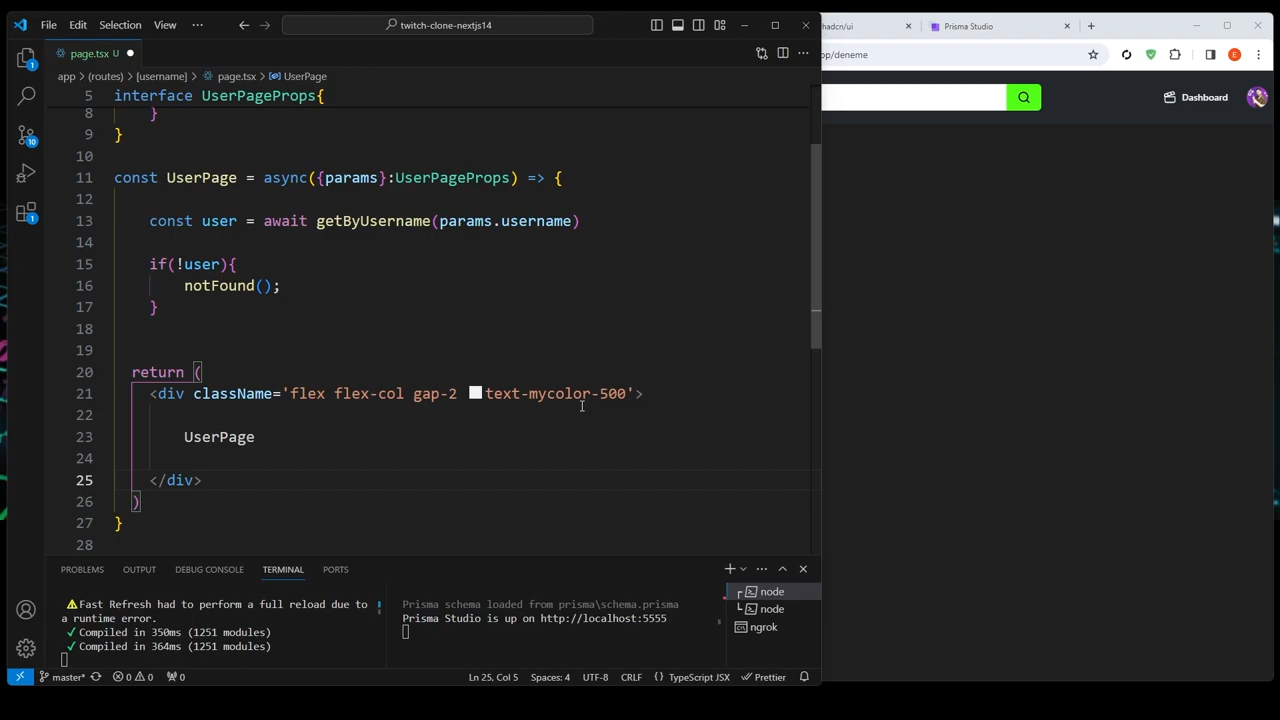 File Edit Selection View ··· twitch-clone-nextjs14
page.tsx U
app > (routes) > [username] > page.tsx > UserPage
5 interface UserPageProps{
8 }
9 }
10
11 const UserPage = async({params}:UserPageProps) => {
12
13 const user = await getByUsername(params.username)
14
15 if(!user){
16 notFound();
17 }
18
19
20 return (
21 <div className='flex flex-col gap-2 text-mycolor-500'>
22
23 UserPage
24
25 </div>
26 )
27 }
28
PROBLEMS OUTPUT DEBUG CONSOLE TERMINAL PORTS
⚠Fast Refresh had to perform a full reload due to
a runtime error.
✓ Compiled in 350ms (1251 modules)
✓ Compiled in 364ms (1251 modules)
Prisma schema loaded from prisma\schema.prisma
Prisma Studio is up on http://localhost:5555
node
node
ngrok
1
10
1
master* 0 0 0 Ln 25, Col 5 Spaces: 4 UTF-8 CRLF {} TypeScript JSX Prettier
hadcn/ui Prisma Studio
pp/deneme
E
Dashboard